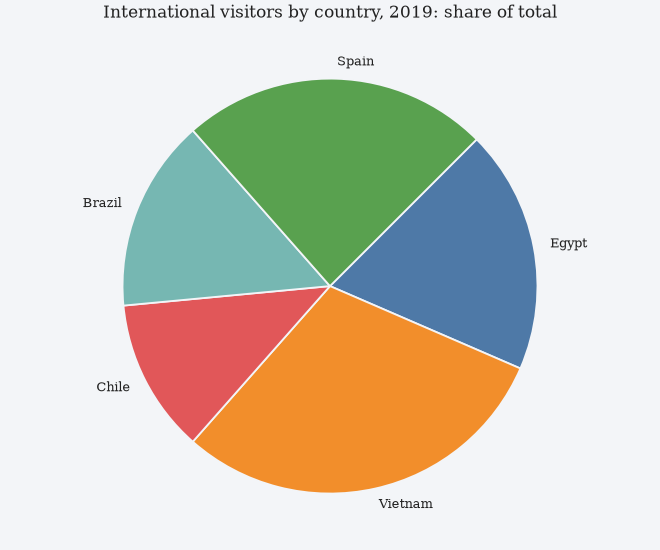 International visitors by country, 2019: share of total
Spain
Brazil
Egypt
Chile
Vietnam